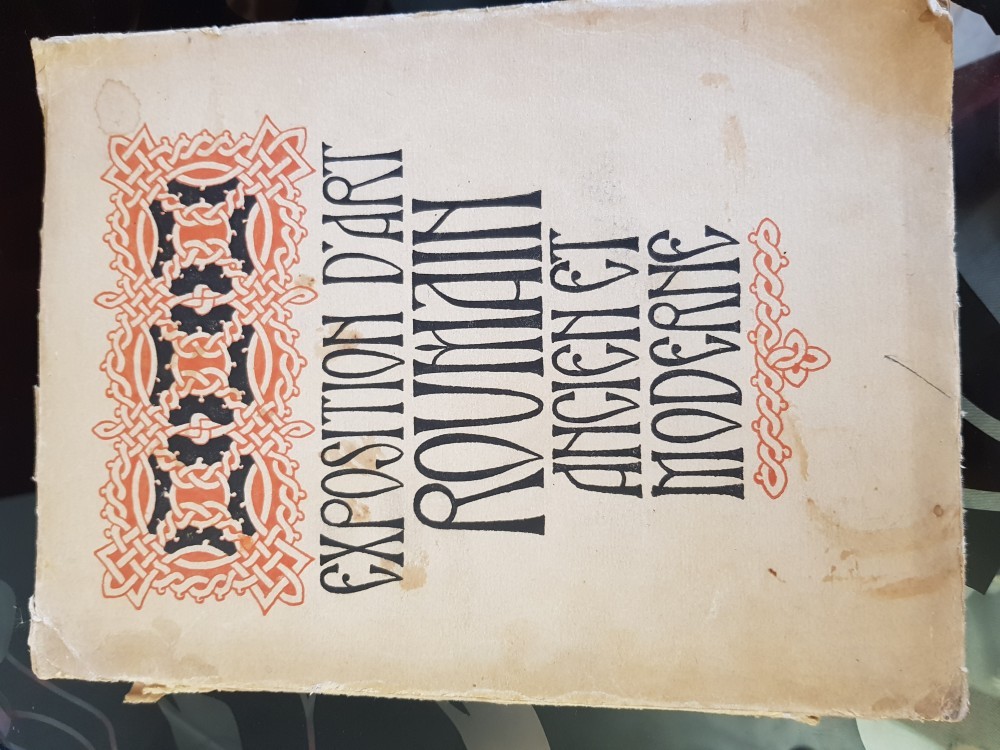 EXPOSITION D'ART
ROUMAIN
ANCIEN ET
MODERNE